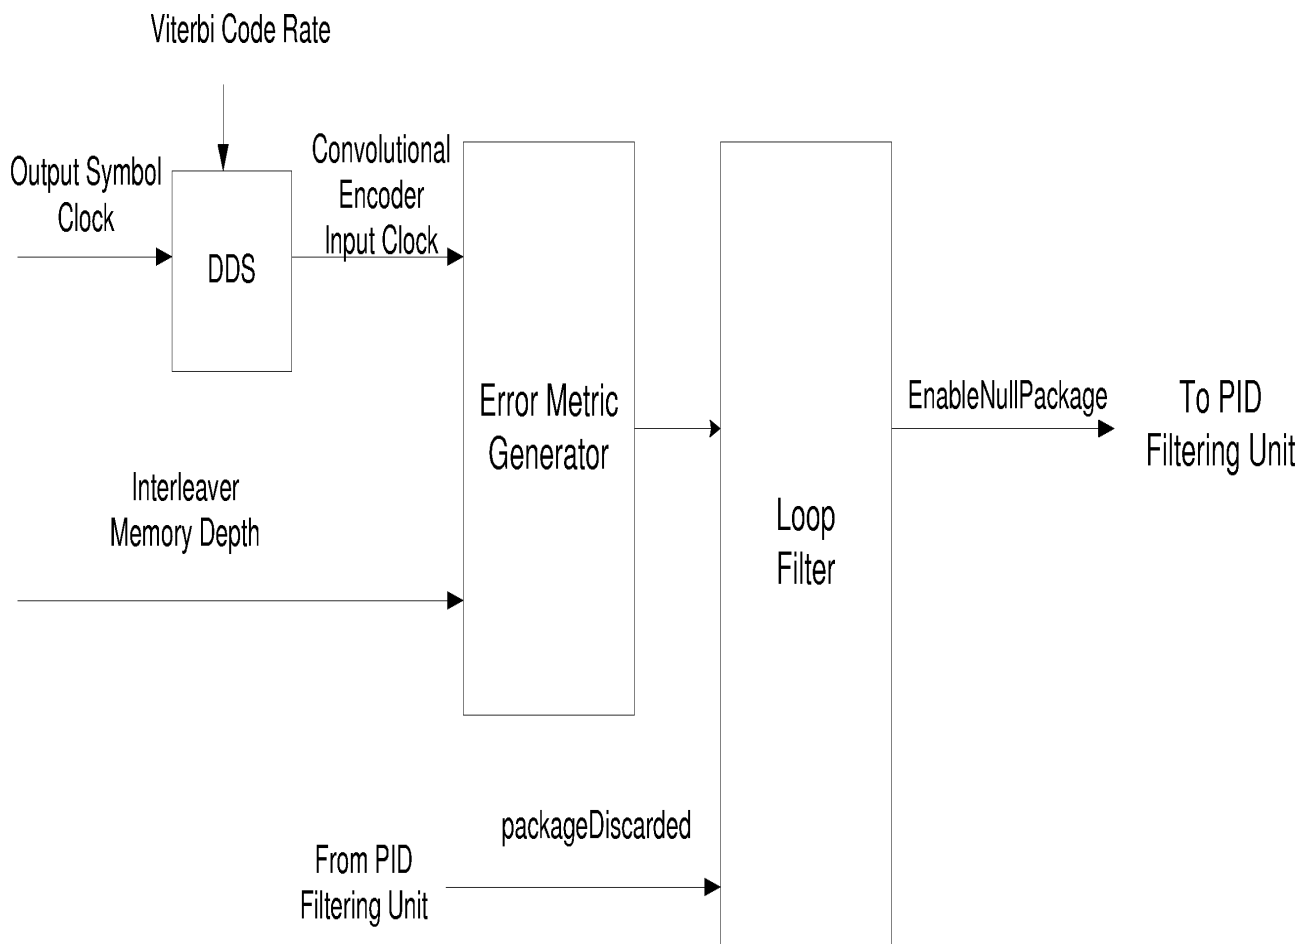 Viterbi Code Rate
Output Symbol
Clock
DDS
Convolutional
Encoder
Input Clock
Error Metric
Generator
Interleaver
Memory Depth
Loop
Filter
EnableNullPackage
To PID
Filtering Unit
packageDiscarded
From PID
Filtering Unit